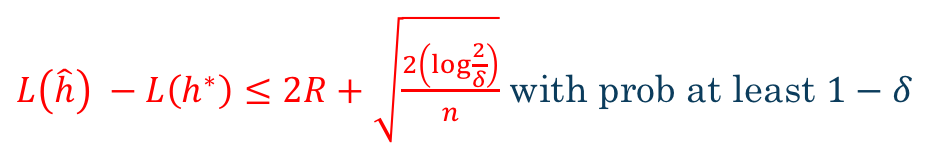 L(ĥ) − L(h*) ≤ 2R + √(2(log 2/δ)/n) with prob at least 1 − δ